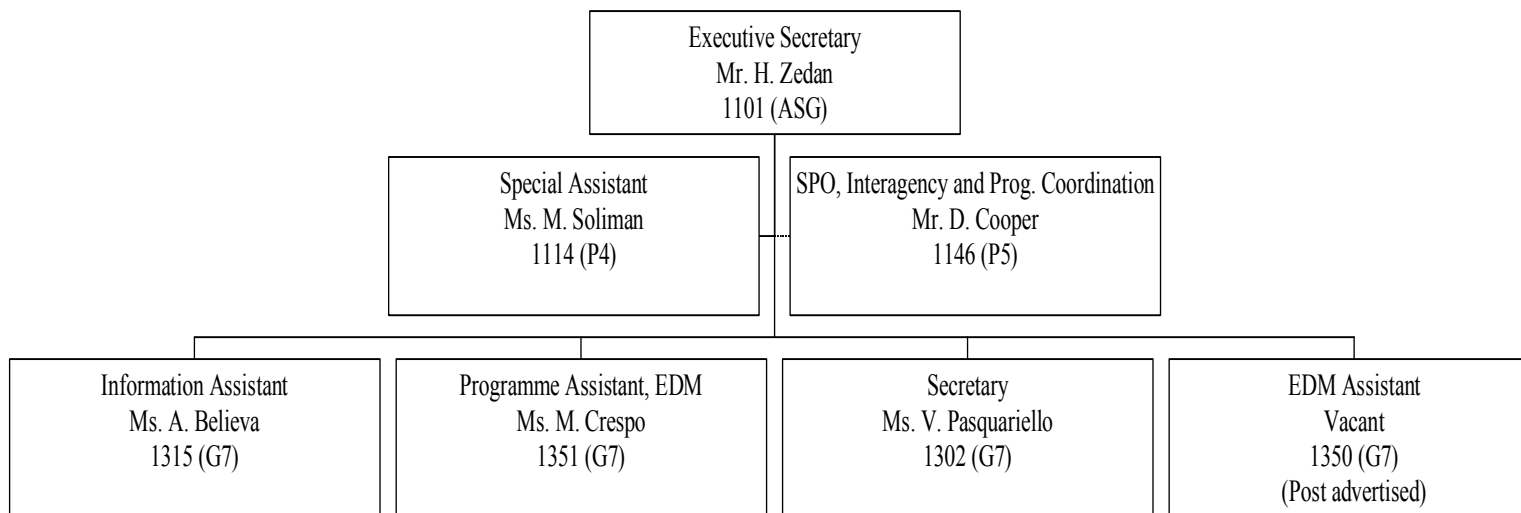 Executive Secretary
Mr. H. Zedan
1101 (ASG)
Special Assistant
Ms. M. Soliman
1114 (P4)
SPO, Interagency and Prog. Coordination
Mr. D. Cooper
1146 (P5)
Information Assistant
Ms. A. Believa
1315 (G7)
Programme Assistant, EDM
Ms. M. Crespo
1351 (G7)
Secretary
Ms. V. Pasquariello
1302 (G7)
EDM Assistant
Vacant
1350 (G7)
(Post advertised)